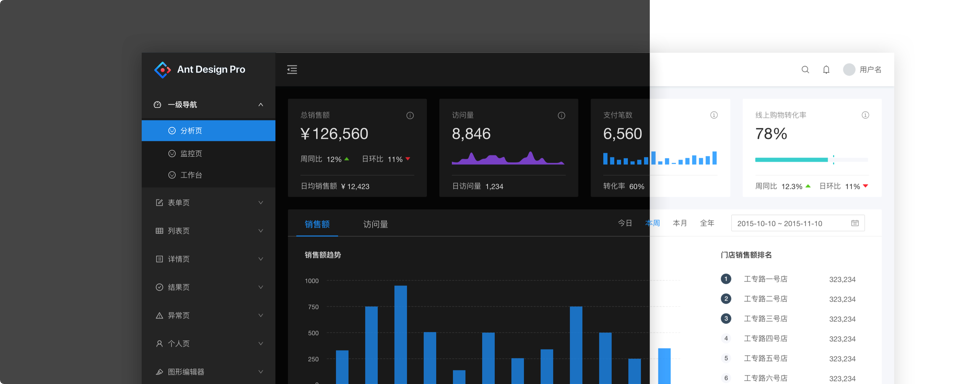 Ant Design Pro
用户名
一级导航
分析页
监控页
工作台
表单页
列表页
详情页
结果页
异常页
个人页
图形编辑器
总销售额
¥ 126,560
周同比 12% 日环比 11%
日均销售额 ¥ 12,423
访问量
8,846
日访问量 1,234
支付笔数
6,560
转化率 60%
线上购物转化率
78%
周同比 12.3% 日环比 11%
销售额 访问量 今日 本周 本月 全年 2015-10-10 ~ 2015-11-10
销售额趋势
1000
750
500
250
门店销售额排名
1 工专路一号店 323,234
2 工专路二号店 323,234
3 工专路三号店 323,234
4 工专路四号店 323,234
5 工专路五号店 323,234
6 工专路六号店 323,234